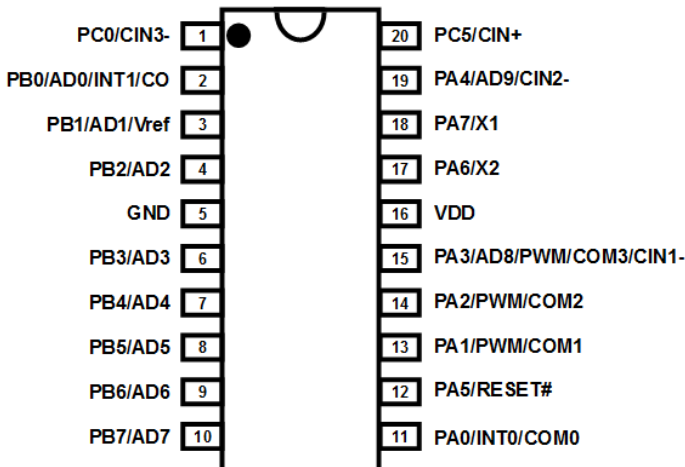 PC0/CIN3- 1 20 PC5/CIN+
PB0/AD0/INT1/CO 2 19 PA4/AD9/CIN2-
PB1/AD1/Vref 3 18 PA7/X1
PB2/AD2 4 17 PA6/X2
GND 5 16 VDD
PB3/AD3 6 15 PA3/AD8/PWM/COM3/CIN1-
PB4/AD4 7 14 PA2/PWM/COM2
PB5/AD5 8 13 PA1/PWM/COM1
PB6/AD6 9 12 PA5/RESET#
PB7/AD7 10 11 PA0/INT0/COM0